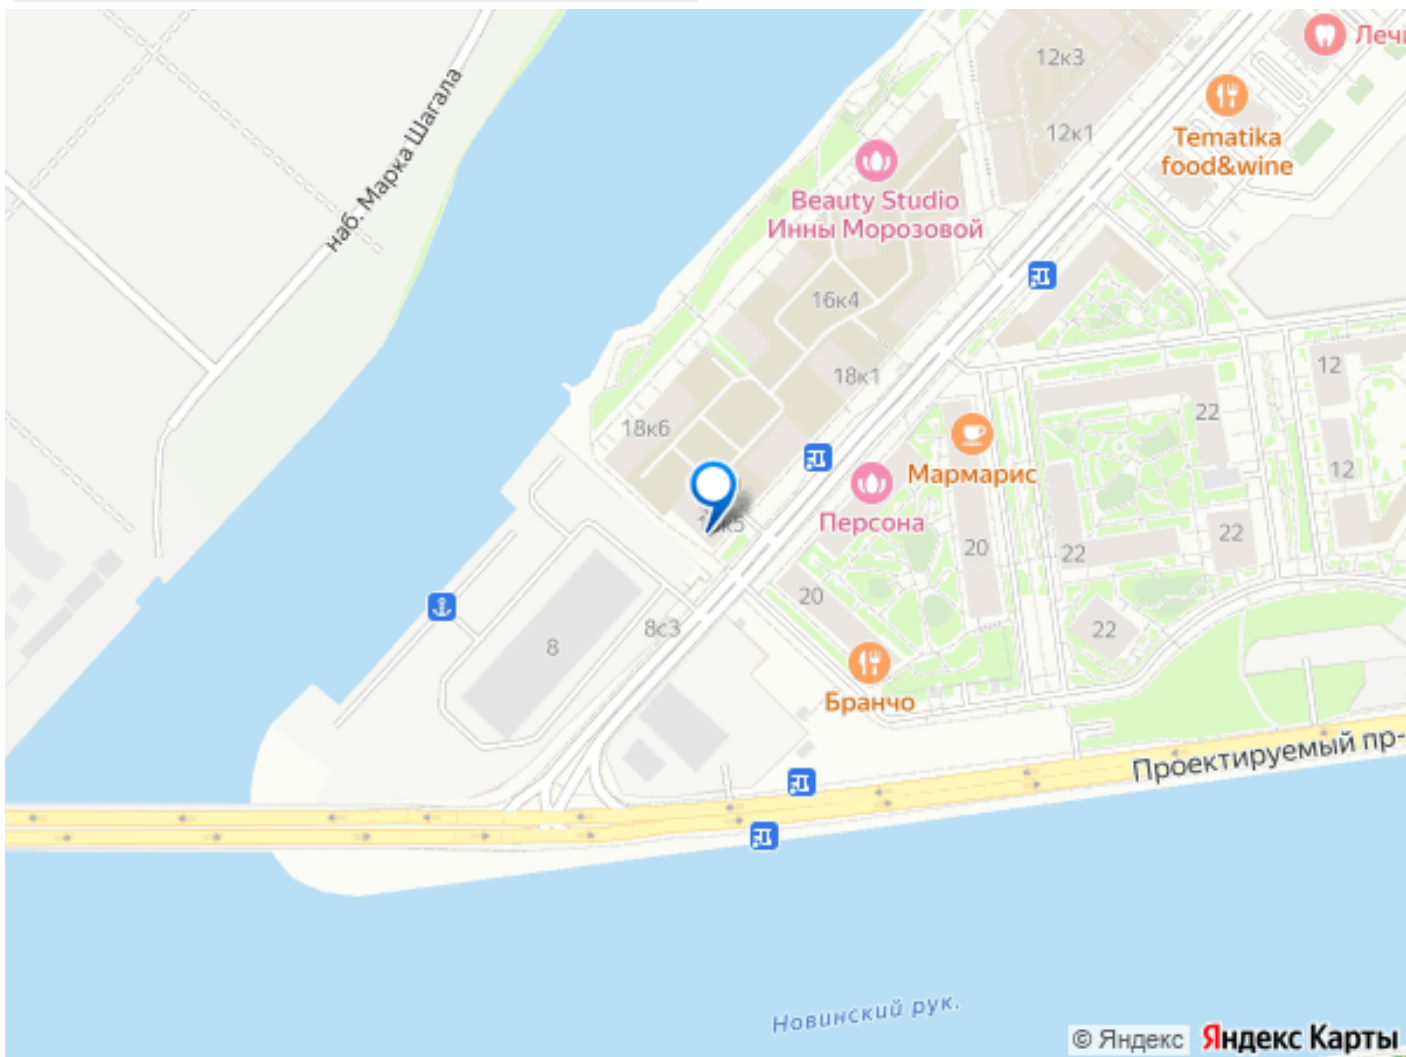 Лечи
12к3
Tematika
food&wine
12к1
наб. Марка Шагала
Beauty Studio
Инны Морозовой
16к4
18к1
12
22
18к6
Мармарис
12
Персона
20
22
22
20
22
8с3
8
Бранчо
Проектируемый пр-
Новинский рук.
© Яндекс
Яндекс Карты